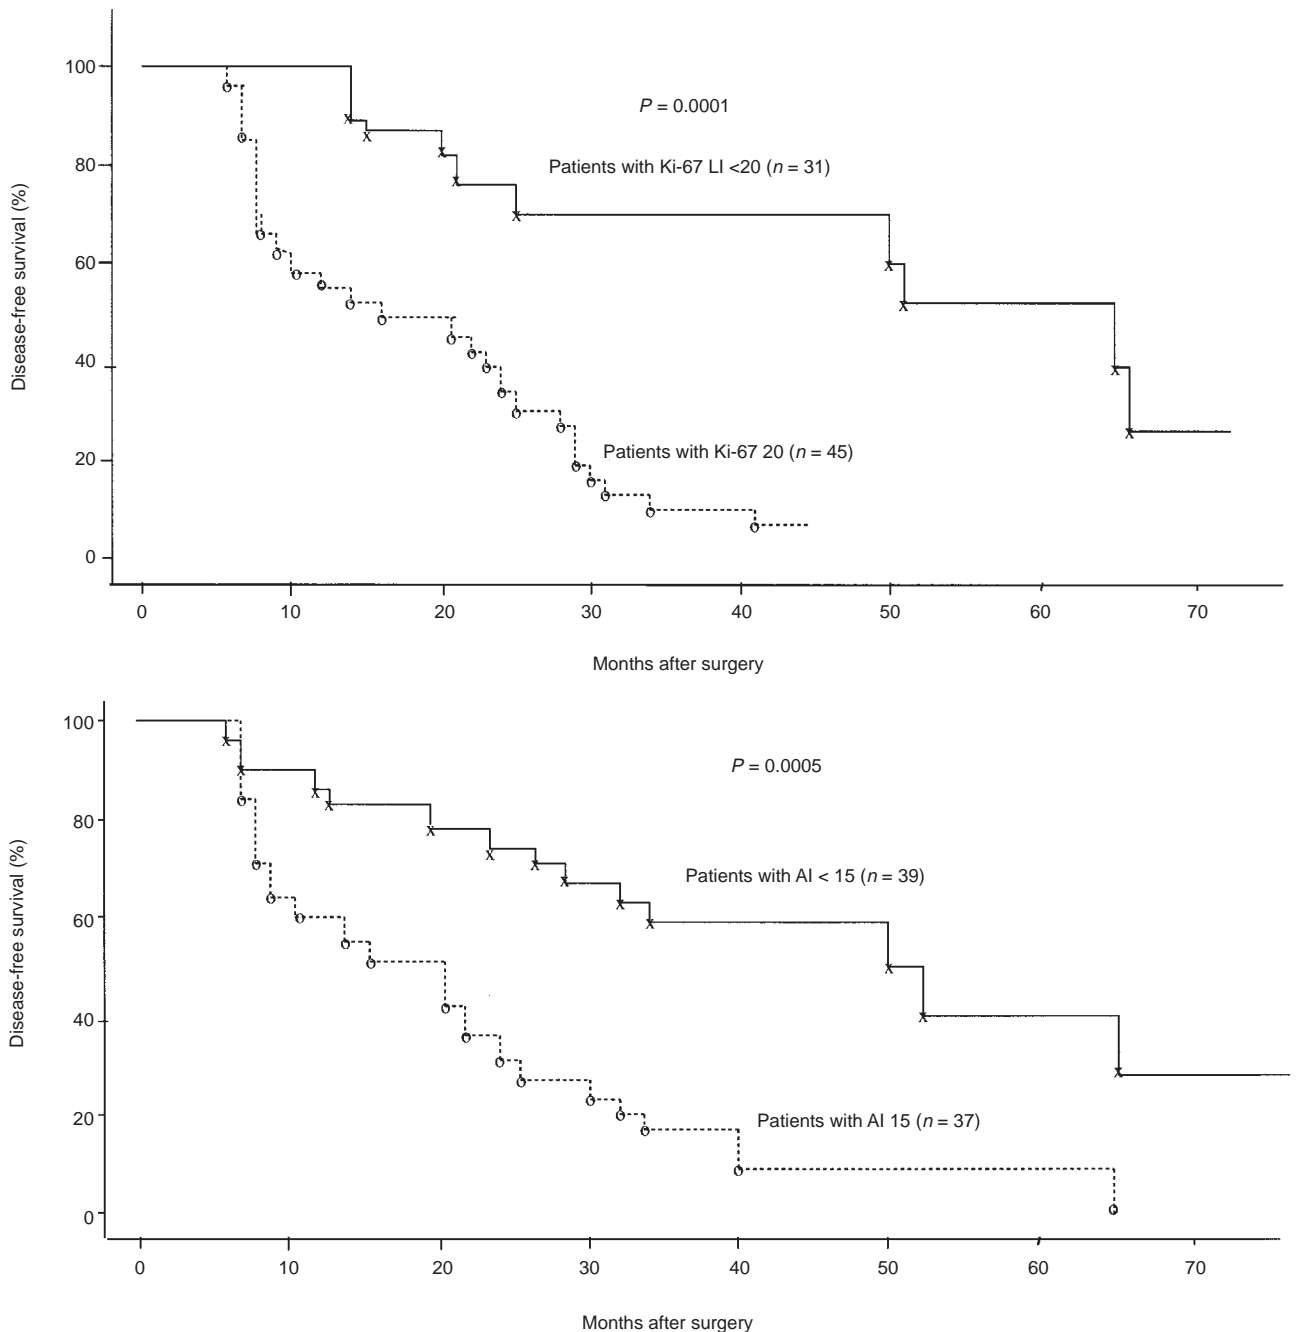 100
80
60
40
20
0
Disease-free survival (%)
P = 0.0001
Patients with Ki-67 LI <20 (n = 31)
Patients with Ki-67 20 (n = 45)
0 10 20 30 40 50 60 70
Months after surgery
100
80
60
40
20
0
Disease-free survival (%)
P = 0.0005
Patients with AI < 15 (n = 39)
Patients with AI 15 (n = 37)
0 10 20 30 40 50 60 70
Months after surgery